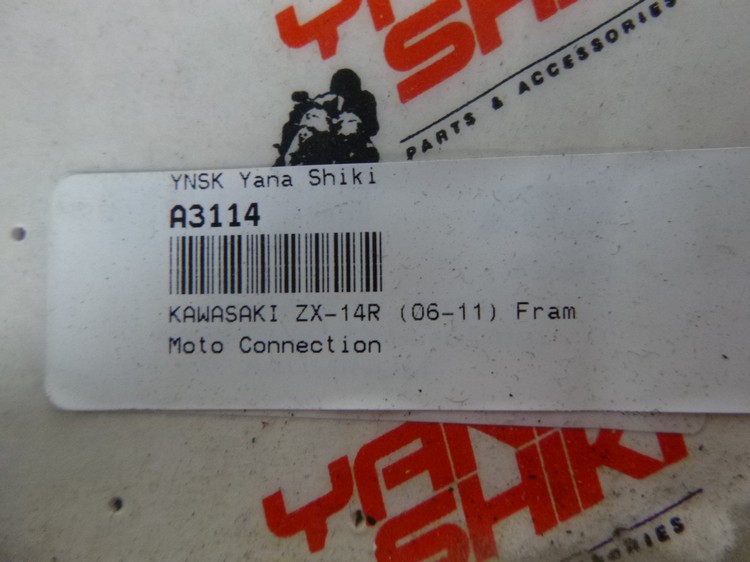 YANA
SHIKI
PARTS & ACCESSORIES
YNSK Yana Shiki
A3114
KAWASAKI ZX-14R (06-11) Fram
Moto Connection
YANA
SHIKI